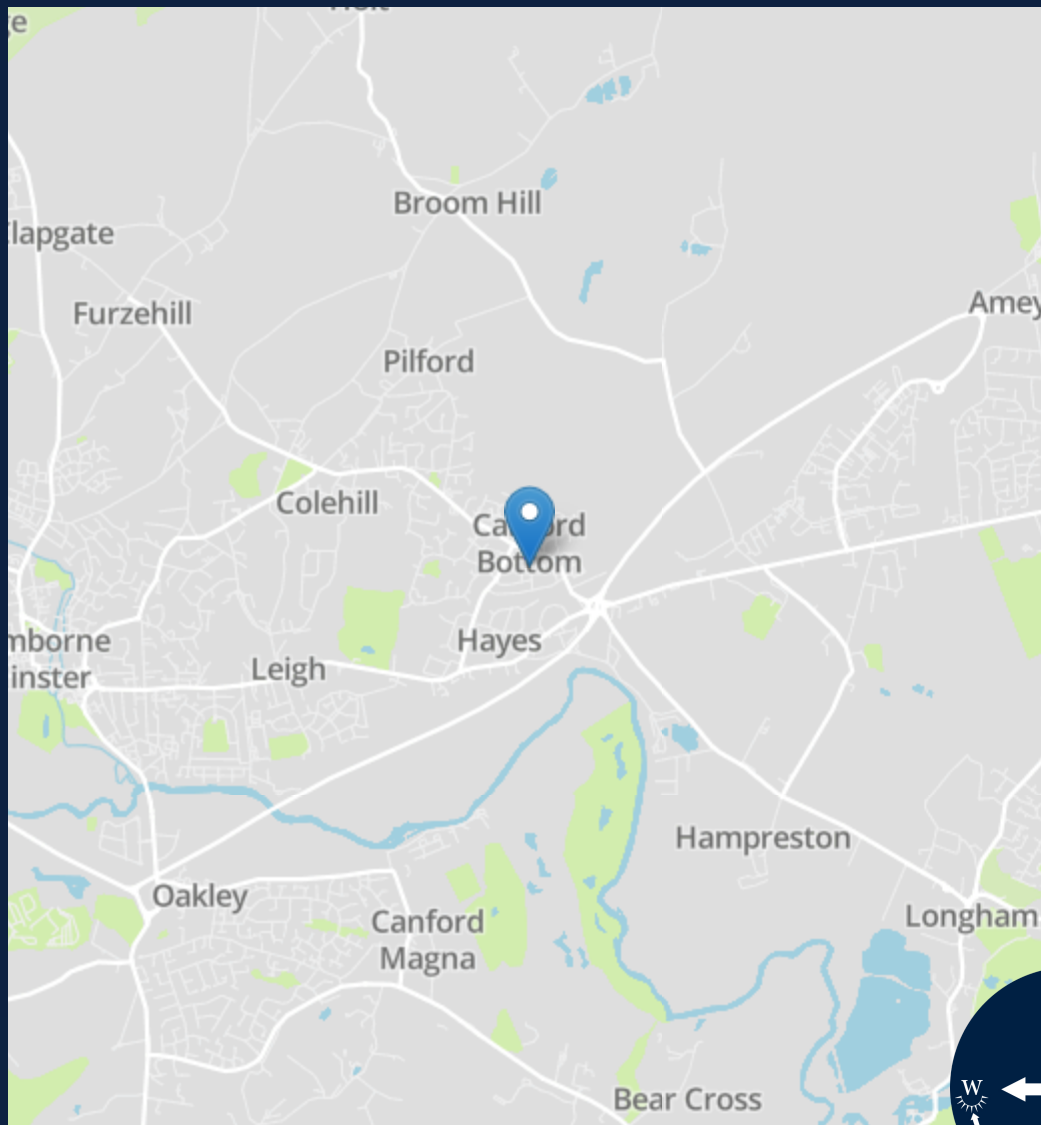 Broom Hill
Clapgate
Furzehill
Amey
Pilford
Colehill
Canford
Bottom
Hayes
mborne
inster
Leigh
Hampreston
Oakley
Canford
Magna
Longham
Bear Cross
W